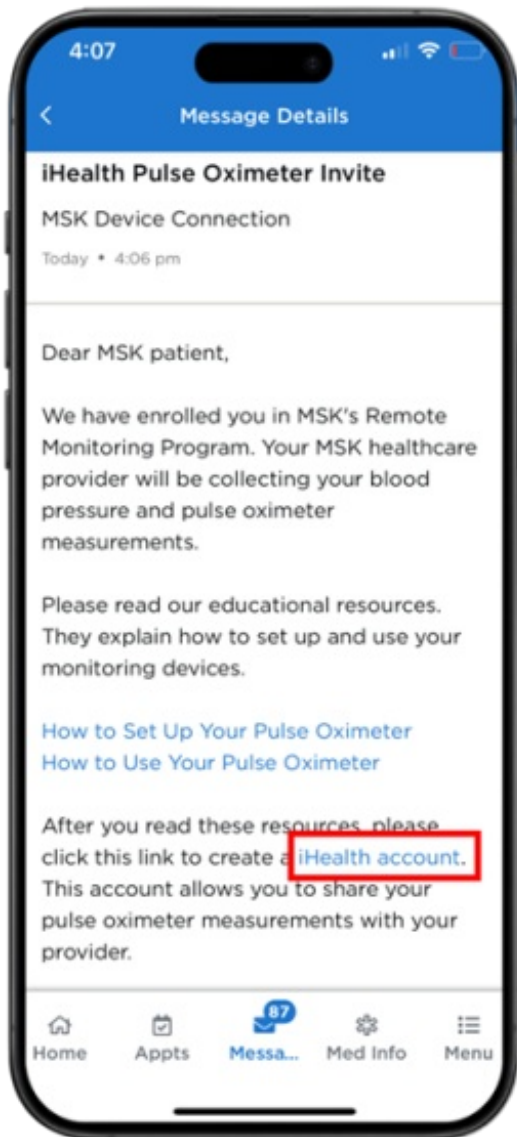 4:07
Message Details
iHealth Pulse Oximeter Invite
MSK Device Connection
Today • 4:06 pm
Dear MSK patient,
We have enrolled you in MSK's Remote
Monitoring Program. Your MSK healthcare
provider will be collecting your blood
pressure and pulse oximeter
measurements.
Please read our educational resources.
They explain how to set up and use your
monitoring devices.
How to Set Up Your Pulse Oximeter
How to Use Your Pulse Oximeter
After you read these resources, please
click this link to create a iHealth account.
This account allows you to share your
pulse oximeter measurements with your
provider.
87
Home Appts Messa... Med Info Menu